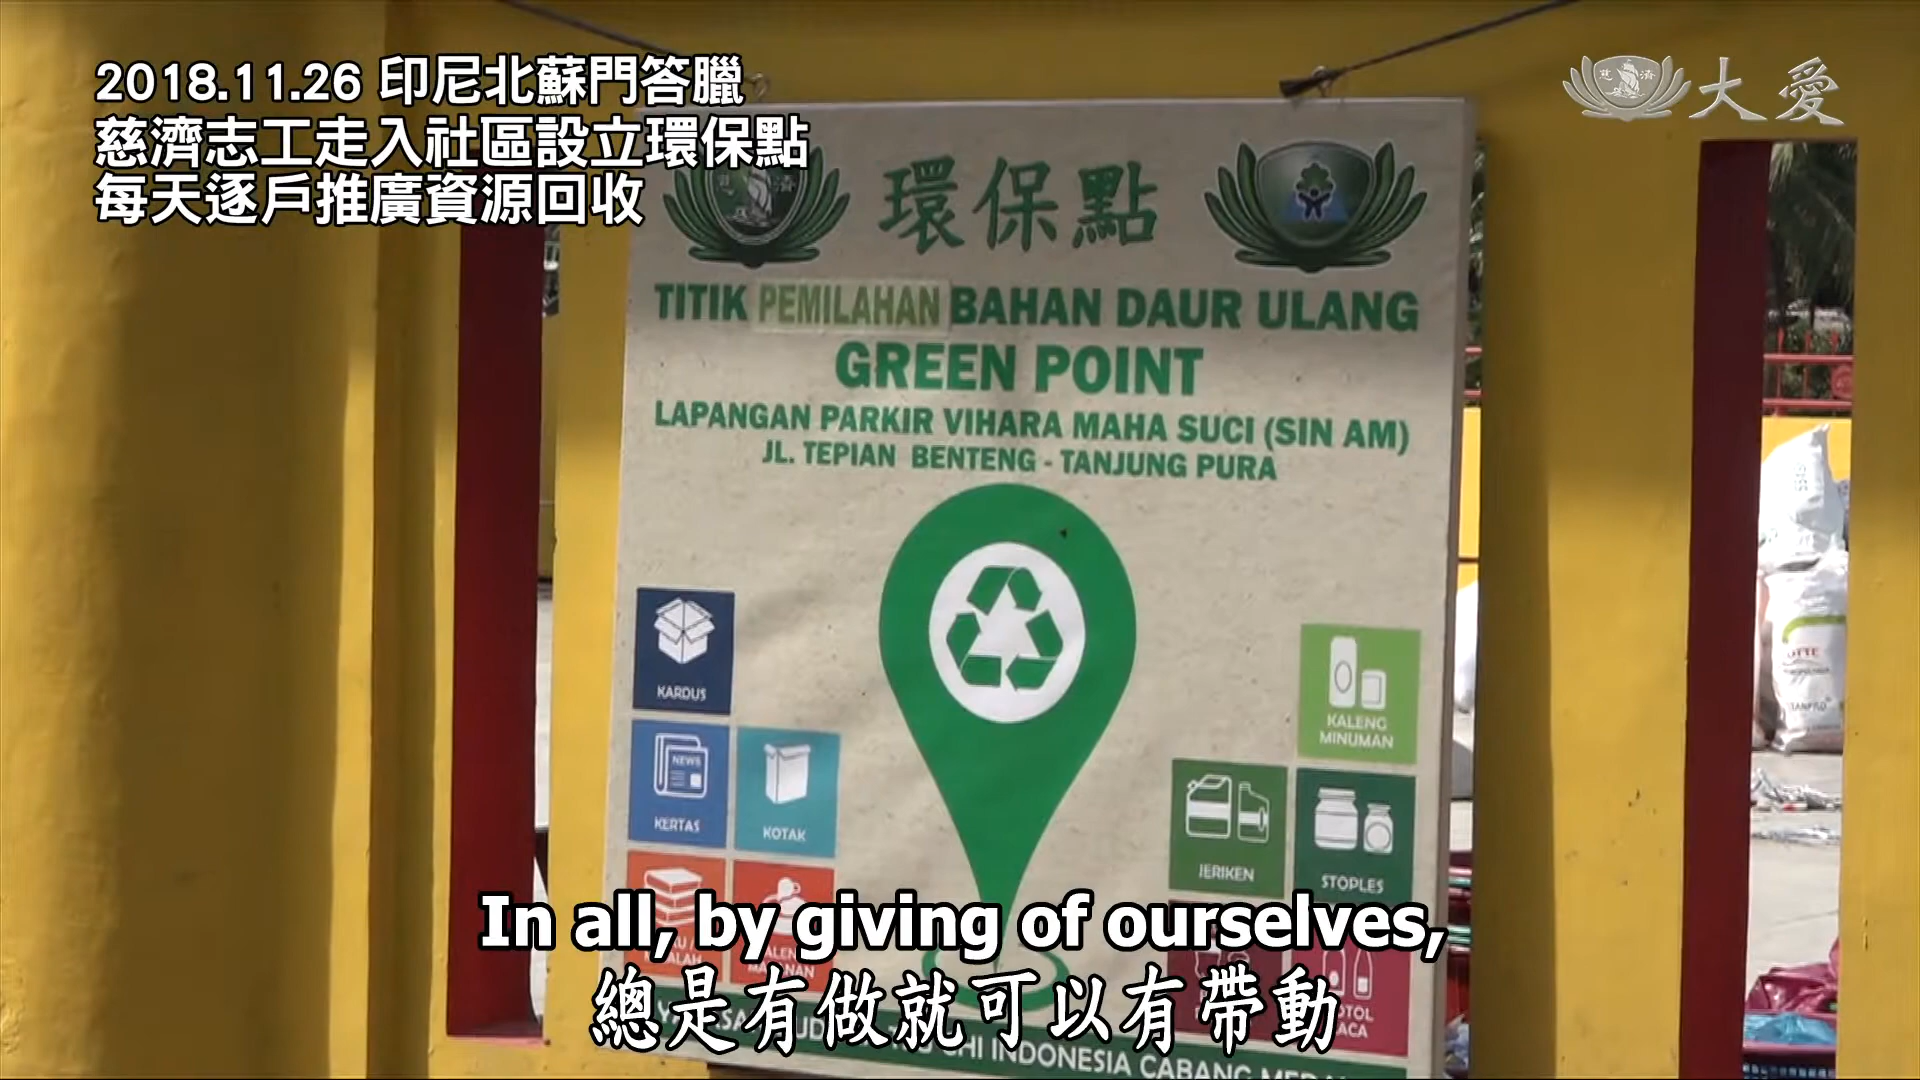 2018.11.26 印尼北蘇門答臘
慈濟志工走入社區設立環保點
每天逐戶推廣資源回收
慈濟
大愛
環保點
TITIK PEMILAHAN BAHAN DAUR ULANG
GREEN POINT
LAPANGAN PARKIR VIHARA MAHA SUCI (SIN AM)
JL. TEPIAN BENTENG - TANJUNG PURA
KARDUS
KALENG
MINUMAN
NEWS
KERTAS
KOTAK
JERIKEN
STOPLES
In all, by giving of ourselves,
總是有做就可以有帶動
CHI INDONESIA CABANG